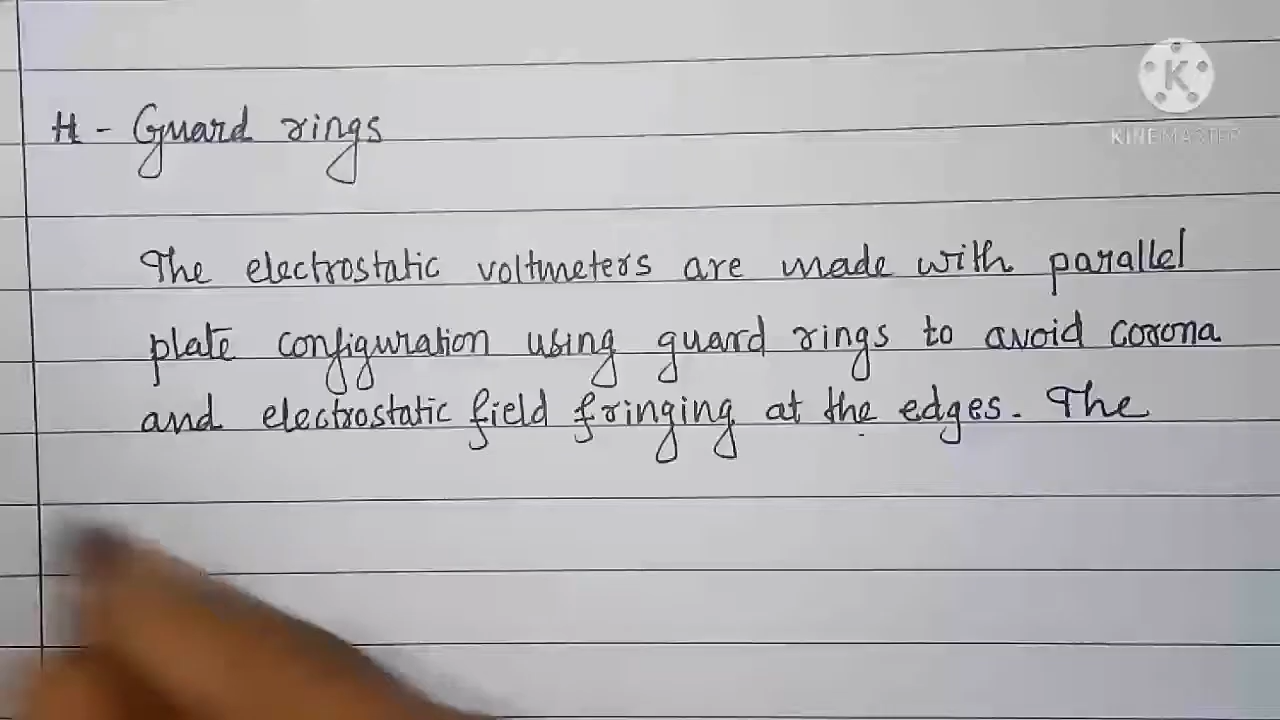 H - Guard rings
K
KINEMASTER
The electrostatic voltmeters are made with parallel
plate configuration using guard rings to avoid corona
and electrostatic field fringing at the edges. The